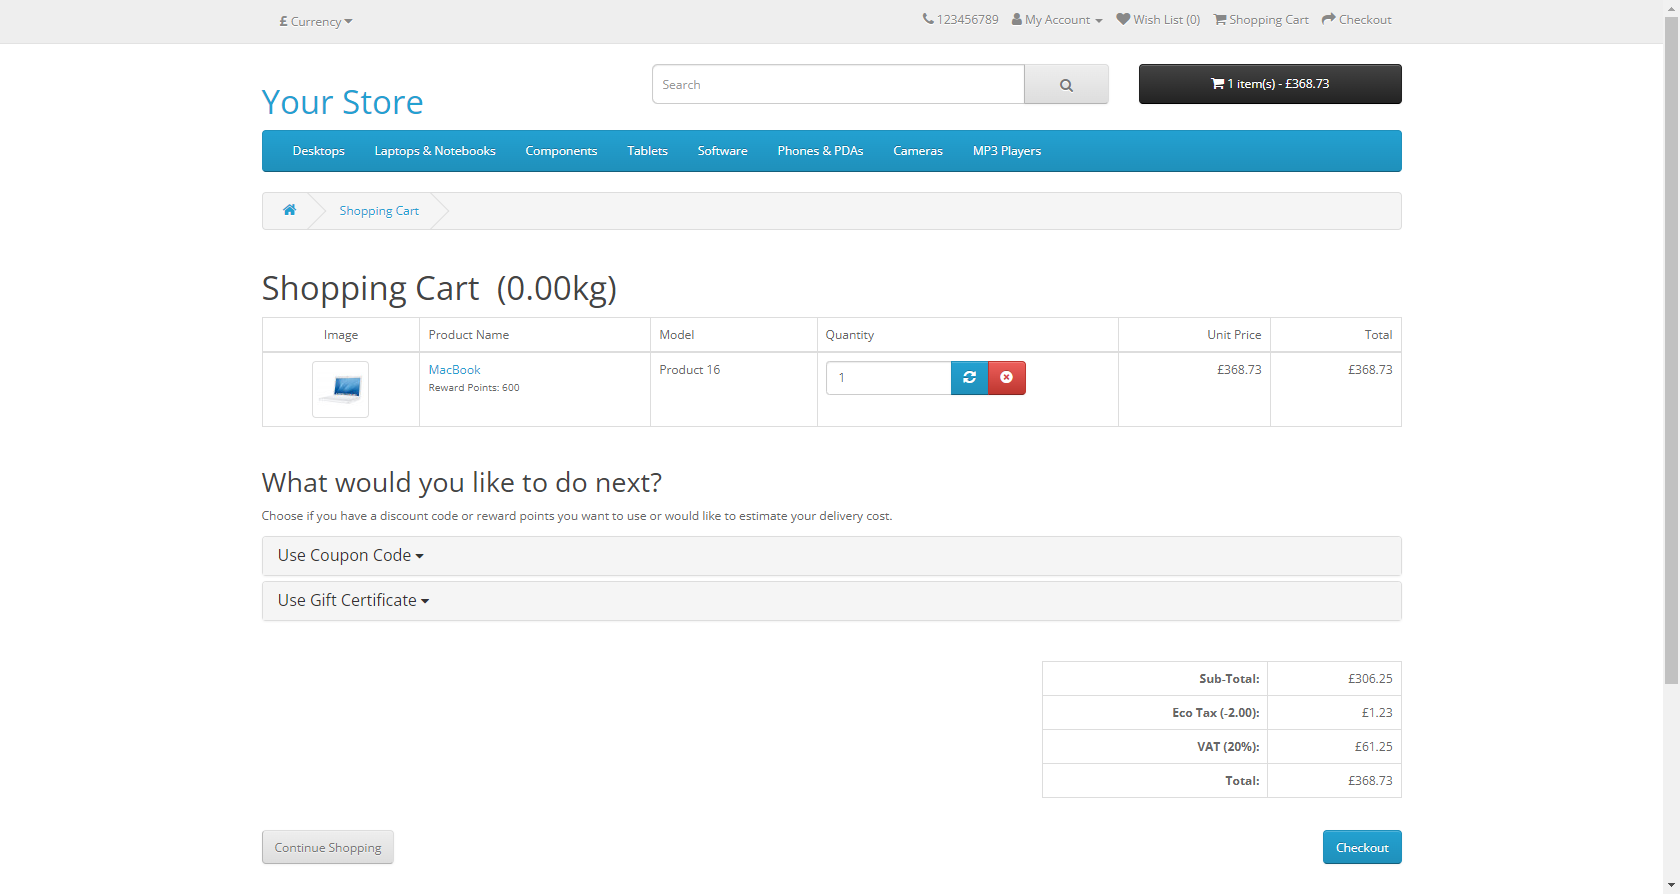 £ Currency
123456789 My Account Wish List (0) Shopping Cart Checkout
Your Store
Search
1 item(s) - £368.73
Desktops Laptops & Notebooks Components Tablets Software Phones & PDAs Cameras MP3 Players
Shopping Cart
Shopping Cart (0.00kg)
Image Product Name Model Quantity Unit Price Total
MacBook Product 16 1 £368.73 £368.73
Reward Points: 600
What would you like to do next?
Choose if you have a discount code or reward points you want to use or would like to estimate your delivery cost.
Use Coupon Code
Use Gift Certificate
Sub-Total: £306.25
Eco Tax (-2.00): £1.23
VAT (20%): £61.25
Total: £368.73
Continue Shopping Checkout